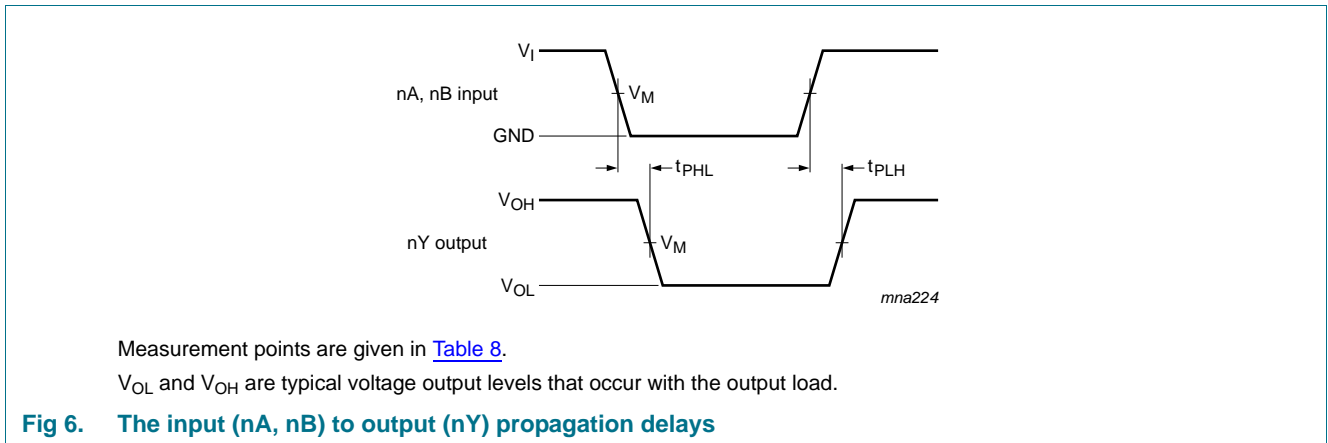 VI
nA, nB input
VM
GND
tPHL
tPLH
VOH
nY output
VM
VOL
mna224
Measurement points are given in Table 8.
VOL and VOH are typical voltage output levels that occur with the output load.
Fig 6. The input (nA, nB) to output (nY) propagation delays